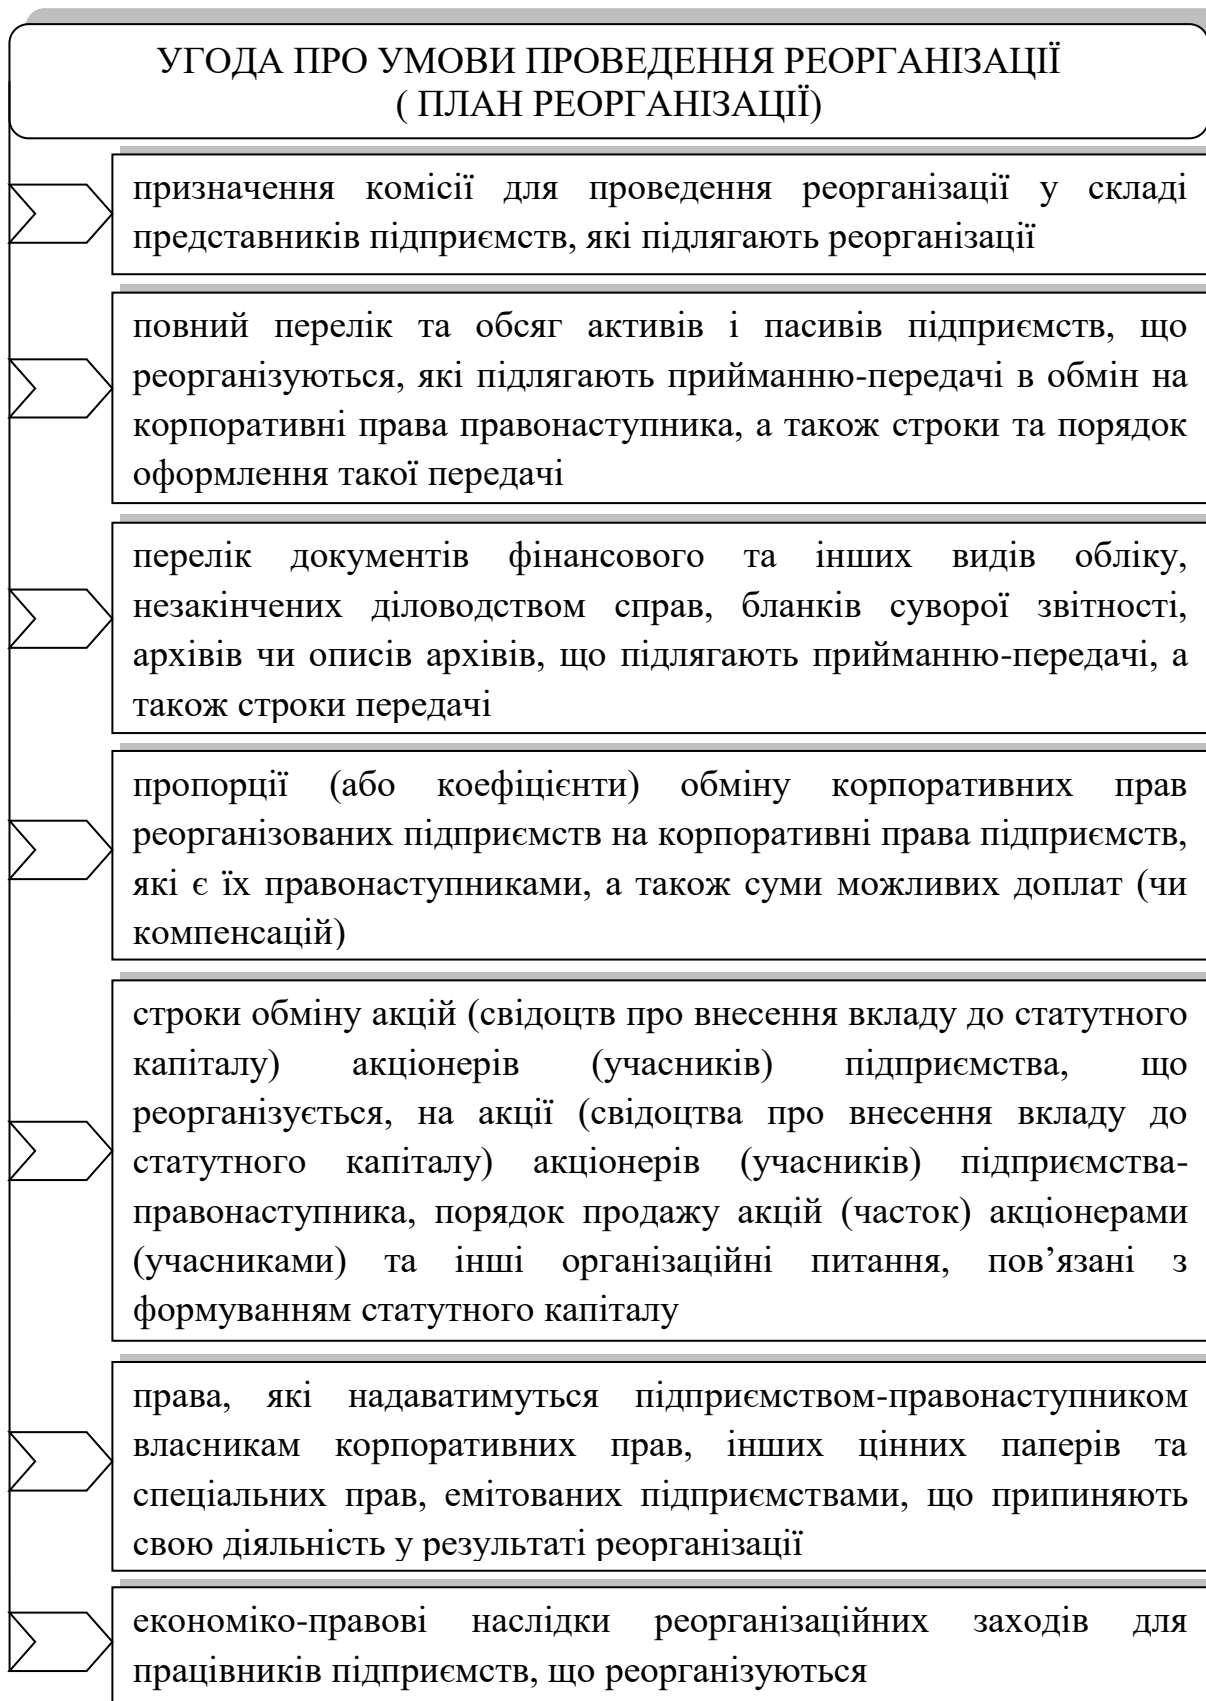 УГОДА ПРО УМОВИ ПРОВЕДЕННЯ РЕОРГАНІЗАЦІЇ
( ПЛАН РЕОРГАНІЗАЦІЇ)
призначення комісії для проведення реорганізації у складі
представників підприємств, які підлягають реорганізації
повний перелік та обсяг активів і пасивів підприємств, що
реорганізуються, які підлягають прийманню-передачі в обмін на
корпоративні права правонаступника, а також строки та порядок
оформлення такої передачі
перелік документів фінансового та інших видів обліку,
незакінчених діловодством справ, бланків суворої звітності,
архівів чи описів архівів, що підлягають прийманню-передачі, а
також строки передачі
пропорції (або коефіцієнти) обміну корпоративних прав
реорганізованих підприємств на корпоративні права підприємств,
які є їх правонаступниками, а також суми можливих доплат (чи
компенсацій)
строки обміну акцій (свідоцтв про внесення вкладу до статутного
капіталу) акціонерів (учасників) підприємства, що
реорганізується, на акції (свідоцтва про внесення вкладу до
статутного капіталу) акціонерів (учасників) підприємства-
правонаступника, порядок продажу акцій (часток) акціонерами
(учасниками) та інші організаційні питання, пов’язані з
формуванням статутного капіталу
права, які надаватимуться підприємством-правонаступником
власникам корпоративних прав, інших цінних паперів та
спеціальних прав, емітованих підприємствами, що припиняють
свою діяльність у результаті реорганізації
економіко-правові наслідки реорганізаційних заходів для
працівників підприємств, що реорганізуються